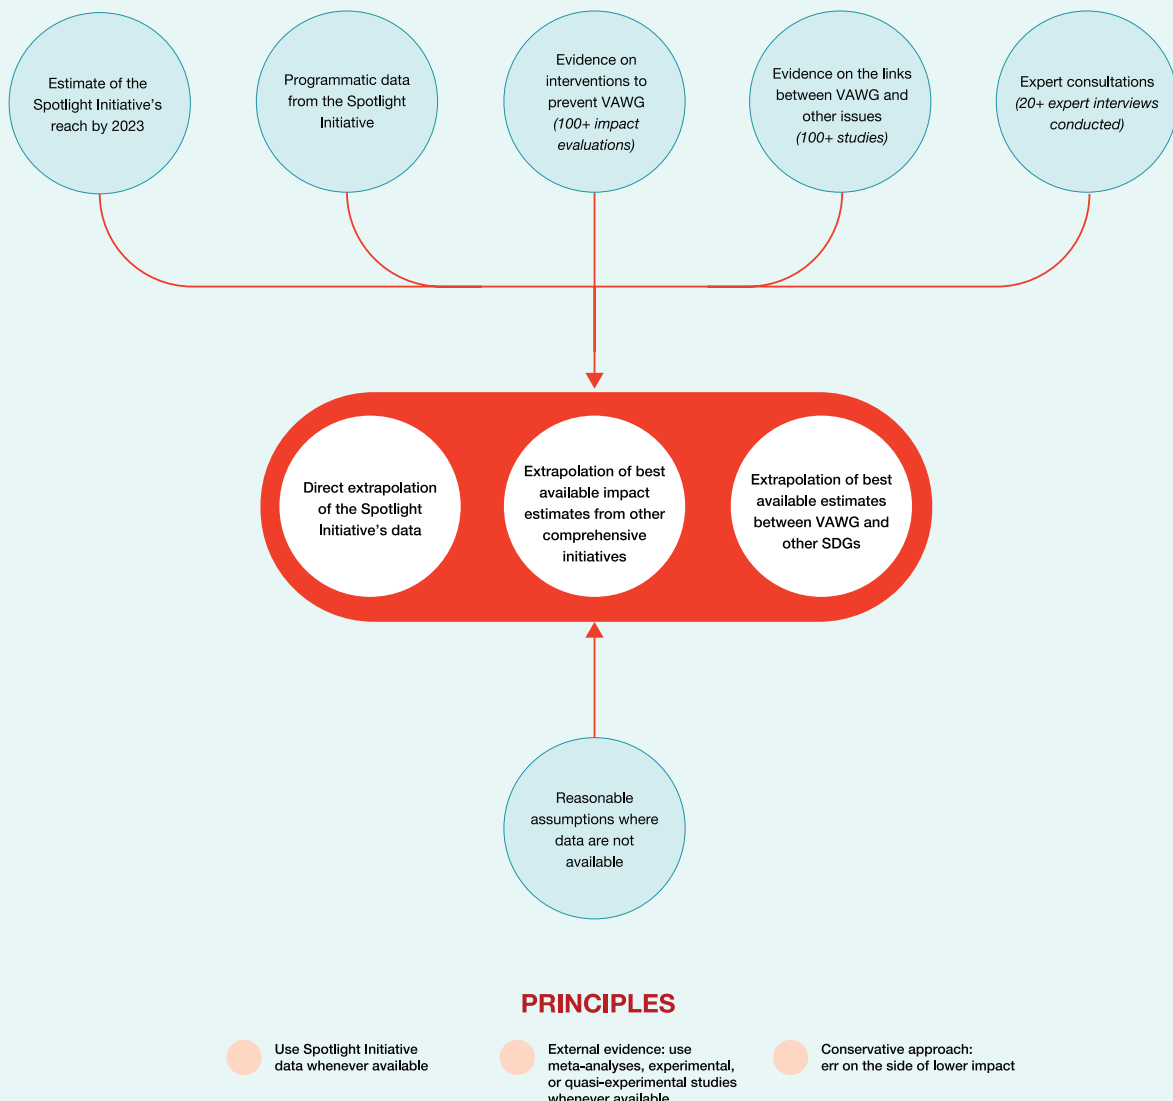 Estimate of the
Spotlight Initiative's
reach by 2023
Programmatic data
from the Spotlight
Initiative
Evidence on
interventions to
prevent VAWG
(100+ impact
evaluations)
Evidence on the links
between VAWG and
other issues
(100+ studies)
Expert consultations
(20+ expert interviews
conducted)
Direct extrapolation
of the Spotlight
Initiative's data
Extrapolation of best
available impact
estimates from other
comprehensive
initiatives
Extrapolation of best
available estimates
between VAWG and
other SDGs
Reasonable
assumptions where
data are not
available
PRINCIPLES
Use Spotlight Initiative
data whenever available
External evidence: use
meta-analyses, experimental,
or quasi-experimental studies
whenever available
Conservative approach:
err on the side of lower impact